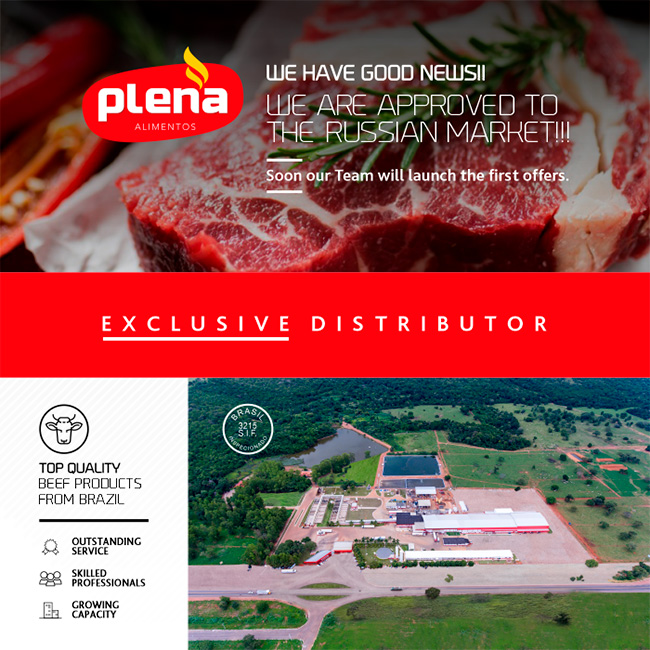 plena
ALIMENTOS
WE HAVE GOOD NEWS!!
WE ARE APPROVED TO
THE RUSSIAN MARKET!!!
Soon our Team will launch the first offers.
EXCLUSIVE DISTRIBUTOR
BRASIL
3215
S.I.F.
INSPECIONADO
TOP QUALITY
BEEF PRODUCTS
FROM BRAZIL
OUTSTANDING
SERVICE
SKILLED
PROFESSIONALS
GROWING
CAPACITY